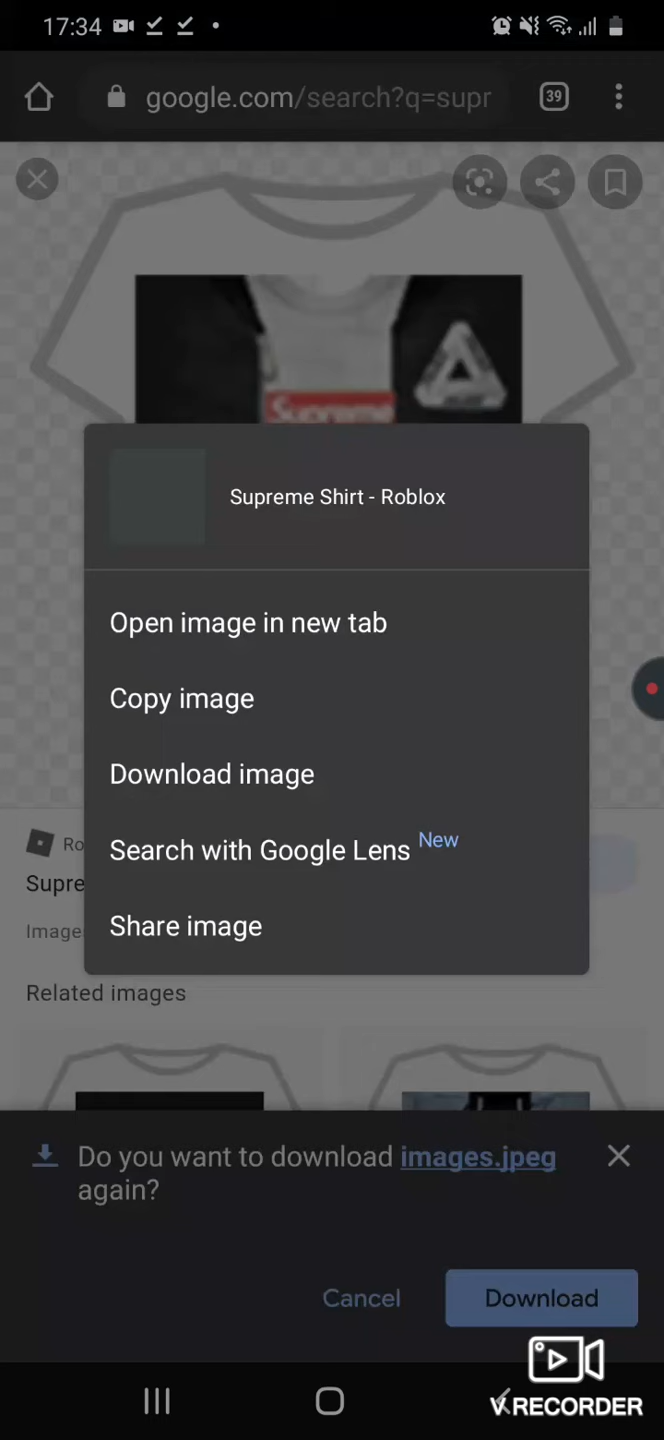 17:34
google.com/search?q=supr
39
Supreme
Supreme Shirt - Roblox
Open image in new tab
Copy image
Download image
Search with Google Lens New
Share image
Ro
Supre
Image
Related images
Do you want to download images.jpeg
again?
Cancel
Download
V.RECORDER